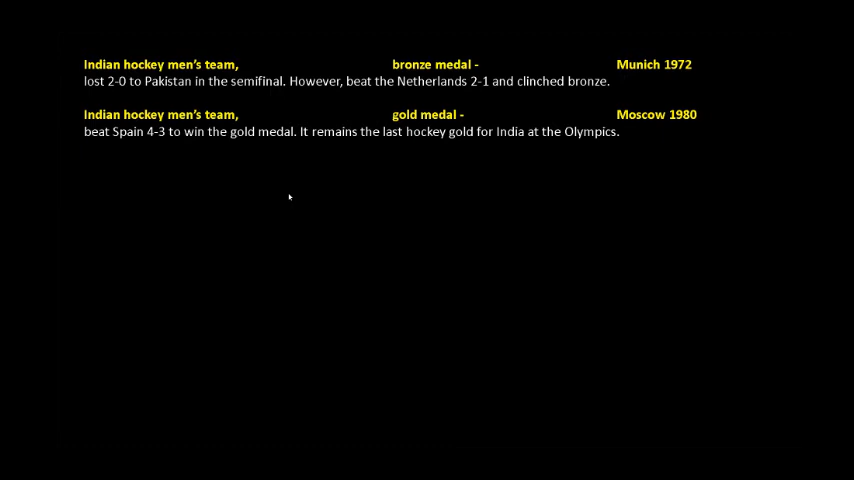 Indian hockey men’s team, bronze medal - Munich 1972
lost 2-0 to Pakistan in the semifinal. However, beat the Netherlands 2-1 and clinched bronze.
Indian hockey men’s team, gold medal - Moscow 1980
beat Spain 4-3 to win the gold medal. It remains the last hockey gold for India at the Olympics.